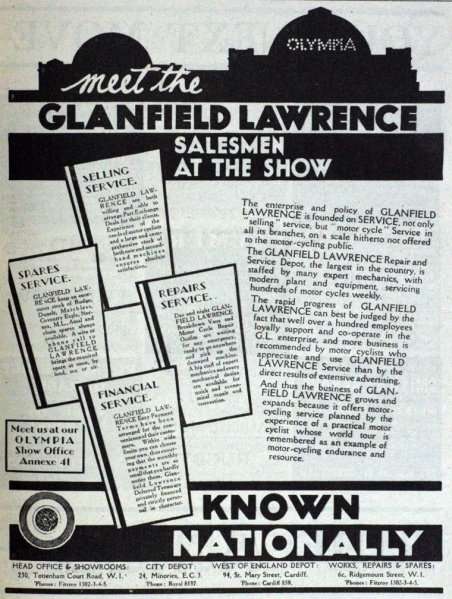 OLYMPIA
meet the
GLANFIELD LAWRENCE
SALESMEN
AT THE SHOW
SELLING
SERVICE.
GLANFIELD LAW-
RENCE are both
willing and able to
arrange Part Exchange
Deals for their clients.
Experience of the
needs of motor cyclists
and a large and com-
prehensive stock of
both new and second-
hand machines
ensures absolute
satisfaction.
The enterprise and policy of GLANFIELD
LAWRENCE is founded on SERVICE, not only
"selling" service, but "motor cycle" Service in
all its branches, on a scale hitherto not offered
to the motor-cycling public.
The GLANFIELD LAWRENCE Repair and
Service Depot, the largest in the country, is
staffed by many expert mechanics, with
modern plant and equipment, servicing
hundreds of motor cycles weekly.
The rapid progress of GLANFIELD
LAWRENCE can best be judged by the
fact that well over a hundred employees
loyally support and co-operate in the
G.L. enterprise, and more business is
recommended by motor cyclists who
appreciate and use GLANFIELD
LAWRENCE Service than by the
direct results of extensive advertising.
And thus the business of GLAN-
FIELD LAWRENCE grows and
expands because it offers motor-
cycling service planned by the
experience of a practical motor
cyclist whose world tour is
remembered as an example of
motor-cycling endurance and
resource.
SPARES
SERVICE.
GLANFIELD LAW-
RENCE keep an enor-
mous stock of Rudge,
Dunelt, Matchless,
Coventry Eagle, Nor-
ton, M.L., Amal, and
chain spares always
available. A wire or
phone call to
GLANFIELD
LAWRENCE
brings the required
spare at once, by
land, sea or air.
REPAIRS
SERVICE.
Day and night GLAN-
FIELD LAWRENCE
Breakdown Vans and
Motor Cycle Repair
Outfits are waiting
for any emergency,
ready to go anywhere
and pick up the
machine.
A big staff of expert
mechanics and every
mechanical device
are available for
quick and econo-
mical repair and
renovation.
FINANCIAL
SERVICE.
GLANFIELD LAW-
RENCE Easy Payment
Terms have been
arranged for the con-
venience of their custo-
mers. Within wide
limits you can choose
your own, thus ensur-
ing that the monthly
payments are so
small that you hardly
notice them. Glan-
field Lawrence
Deferred Terms are
privately financed
and strictly perso-
nal in character.
Meet us at our
OLYMPIA
Show Office
Annexe 41
KNOWN
NATIONALLY
HEAD OFFICE & SHOWROOMS:
230, Tottenham Court Road, W.1.
'Phones: Fitzroy 1302-3-4-5.
CITY DEPOT:
24, Minories, E.C.3.
'Phone: Royal 8197.
WEST OF ENGLAND DEPOT:
94, St. Mary Street, Cardiff.
'Phone: Cardiff 859.
WORKS, REPAIRS & SPARES:
6c, Ridgemount Street, W.1.
'Phones: Fitzroy 1302-3-4-5.